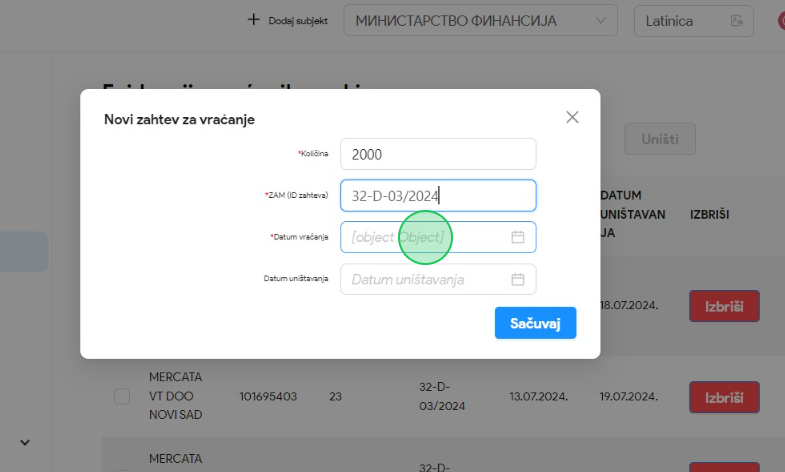 Dodaj subjekt
МИНИСТАРСТВО ФИНАНСИЈА
Latinica
Novi zahtev za vraćanje
Uništi
*Količina
2000
*ZAM (ID zahteva)
32-D-03/2024
*Datum vraćanja
[object Object]
Datum uništavanja
Datum uništavanja
Sačuvaj
DATUM
UNIŠTAVAN
JA
IZBRIŠI
18.07.2024.
Izbriši
MERCATA
VT DOO
NOVI SAD
101695403
23
32-D-
03/2024
13.07.2024.
19.07.2024.
Izbriši
MERCATA
32-D-